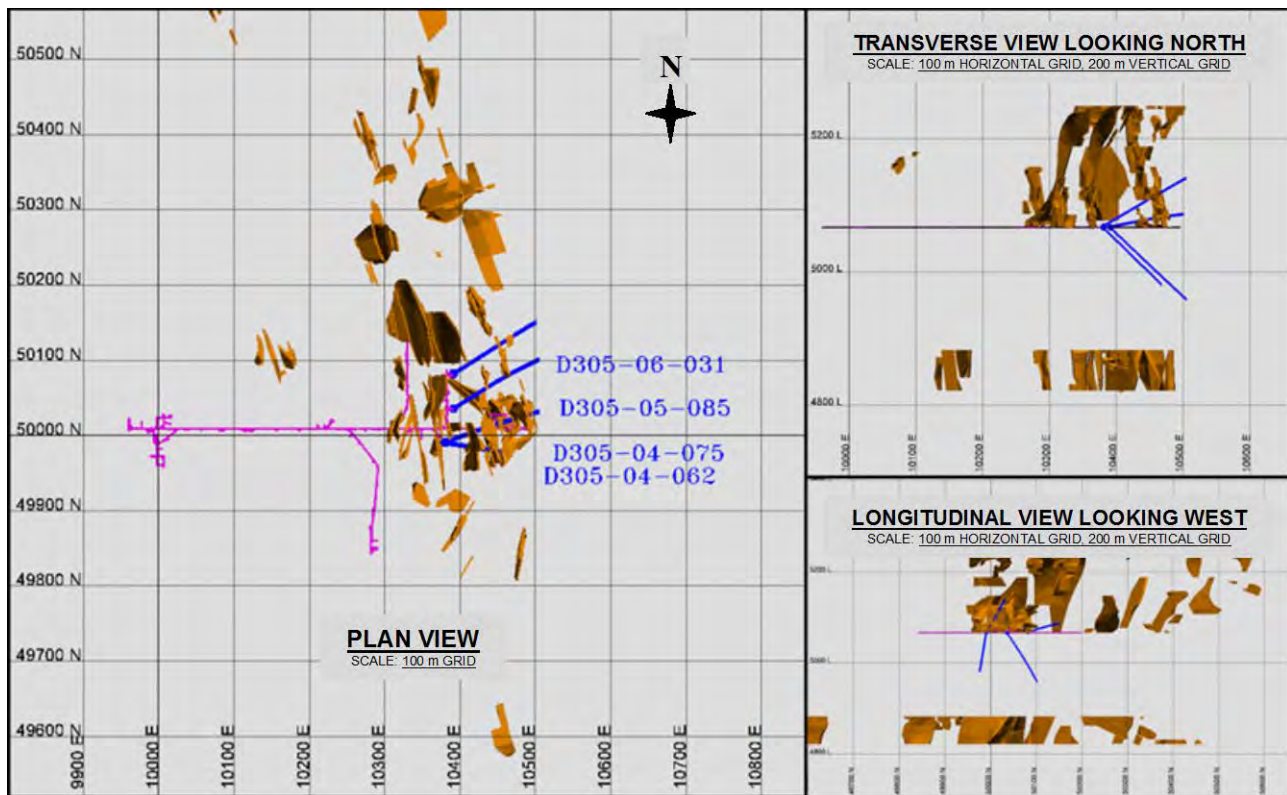 50500 N
50400 N
50300 N
50200 N
50100 N
50000 N
49900 N
49800 N
49700 N
49600 N
9900 E
10000 E
10100 E
10200 E
10300 E
10400 E
10500 E
10600 E
10700 E
10800 E
N
D305-06-031
D305-05-085
D305-04-075
D305-04-062
PLAN VIEW
SCALE: 100 m GRID
TRANSVERSE VIEW LOOKING NORTH
SCALE: 100 m HORIZONTAL GRID, 200 m VERTICAL GRID
5200 L
5000 L
4800 L
10000 E
10100 E
10200 E
10300 E
10400 E
10500 E
10600 E
LONGITUDINAL VIEW LOOKING WEST
SCALE: 100 m HORIZONTAL GRID, 200 m VERTICAL GRID
5200 L
5000 L
4800 L